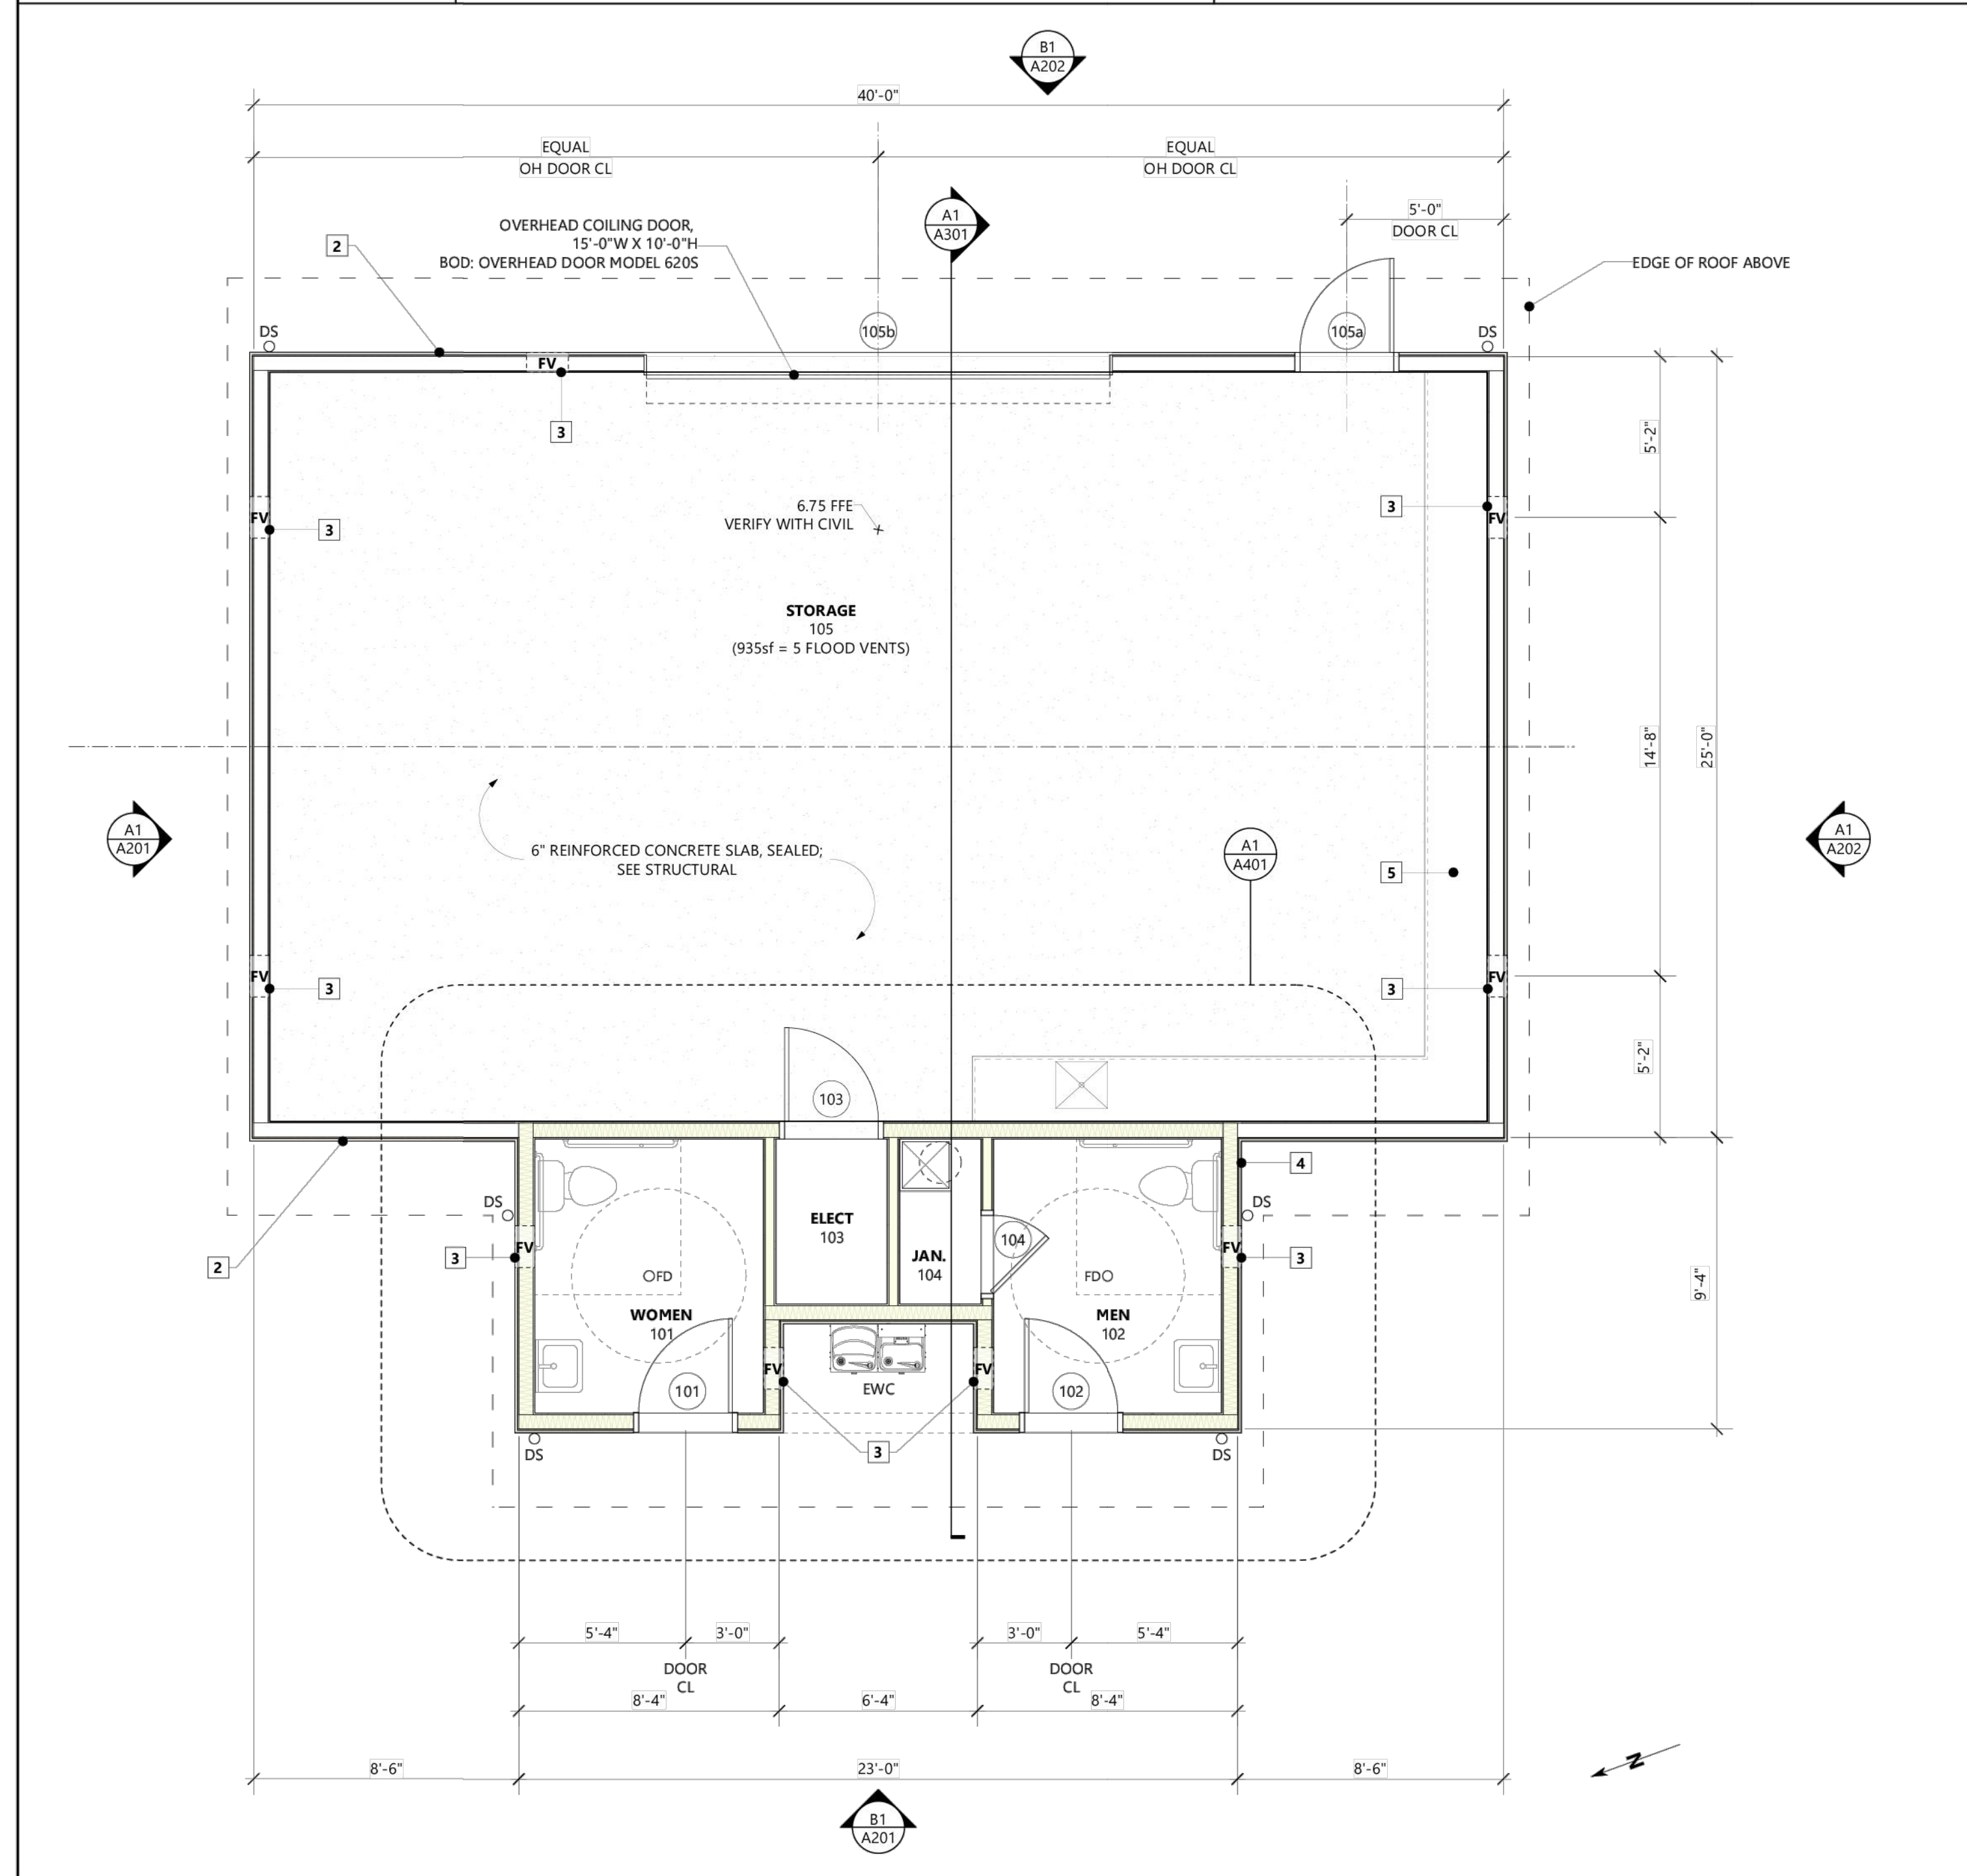 B1
A202
40'-0"
EQUAL
OH DOOR CL
EQUAL
OH DOOR CL
5'-0"
DOOR CL
A1
A301
OVERHEAD COILING DOOR,
15'-0"W X 10'-0"H
BOD: OVERHEAD DOOR MODEL 620S
2
EDGE OF ROOF ABOVE
DS
105b
105a
DS
FV
3
5'-2"
6.75 FFE
VERIFY WITH CIVIL
FV
3
3
FV
STORAGE
105
(935sf = 5 FLOOD VENTS)
14'-8"
25'-0"
A1
A201
6" REINFORCED CONCRETE SLAB, SEALED;
SEE STRUCTURAL
A1
A401
5
A1
A202
FV
3
3
FV
5'-2"
103
4
DS
DS
ELECT
103
104
JAN.
104
3
FV
FV
3
OFD
FDO
WOMEN
101
MEN
102
9'-4"
FV
FV
EWC
101
102
3
DS
DS
5'-4"
3'-0"
3'-0"
5'-4"
DOOR
CL
DOOR
CL
8'-4"
6'-4"
8'-4"
8'-6"
23'-0"
8'-6"
N
B1
A201
2